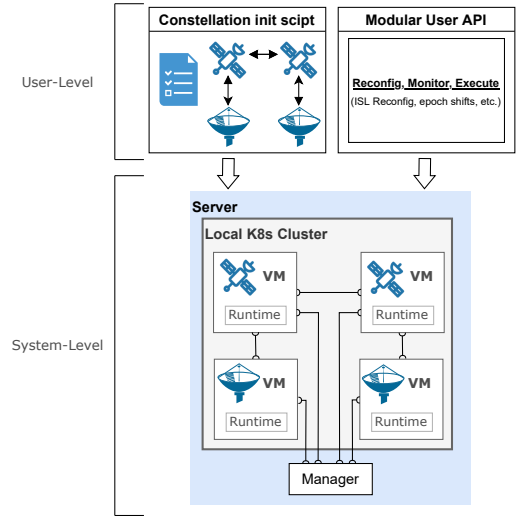 Constellation init scipt
Modular User API
User-Level
Reconfig, Monitor, Execute
(ISL Reconfig, epoch shifts, etc.)
Server
Local K8s Cluster
VM
Runtime
VM
Runtime
System-Level
VM
Runtime
VM
Runtime
Manager